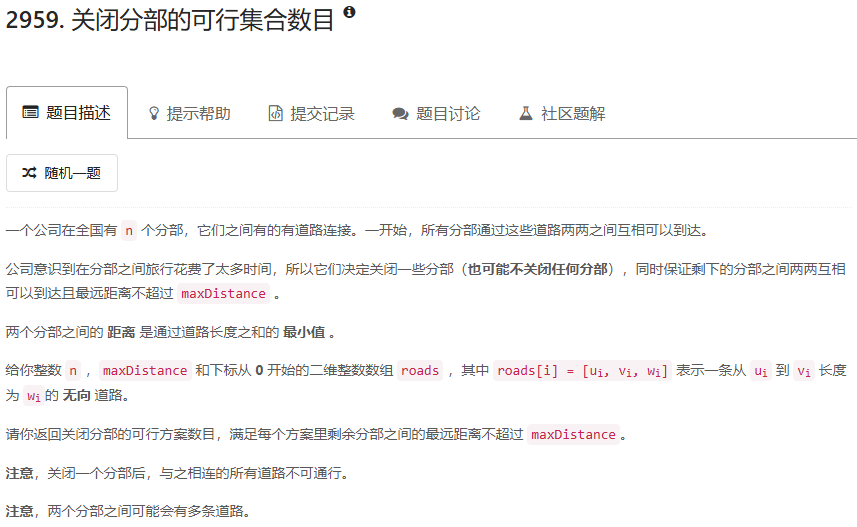 2959. 关闭分部的可行集合数目
题目描述
提示帮助
提交记录
题目讨论
社区题解
随机一题
一个公司在全国有 n 个分部，它们之间有的有道路连接。一开始，所有分部通过这些道路两两之间互相可以到达。
公司意识到在分部之间旅行花费了太多时间，所以它们决定关闭一些分部（也可能不关闭任何分部），同时保证剩下的分部之间两两互相
可以到达且最远距离不超过 maxDistance 。
两个分部之间的 距离 是通过道路长度之和的 最小值 。
给你整数 n ，maxDistance 和下标从 0 开始的二维整数数组 roads ，其中 roads[i] = [ui, vi, wi] 表示一条从 ui 到 vi 长度
为 wi 的 无向 道路。
请你返回关闭分部的可行方案数目，满足每个方案里剩余分部之间的最远距离不超过 maxDistance。
注意，关闭一个分部后，与之相连的所有道路不可通行。
注意，两个分部之间可能会有多条道路。